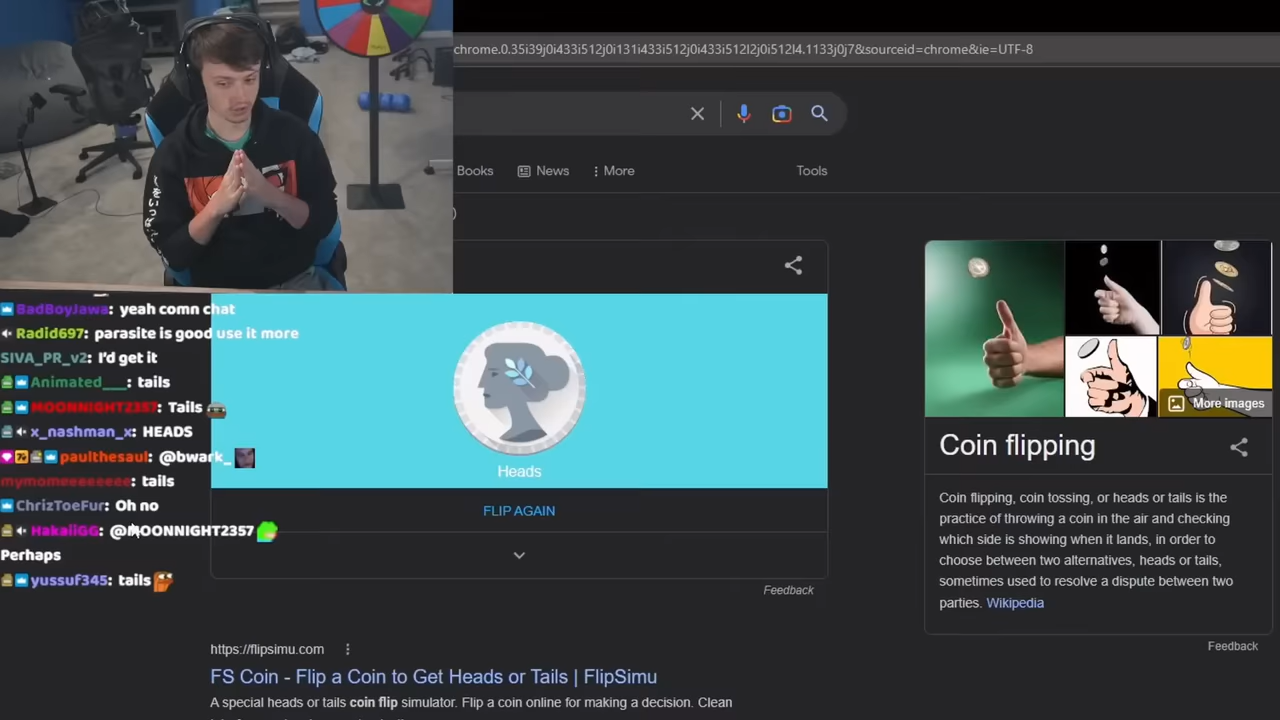 chrome.0.35i39j0i433i512j0i131i433i512j0i433i512l2j0i512l4.1133j0j7&sourceid=chrome&ie=UTF-8
Books
News
More
Tools
BadBoyJawa: yeah comn chat
Radid697: parasite is good use it more
SIVA_PR_v2: I'd get it
Animated___: tails
MOONNIGHT2357: Tails
x_nashman_x: HEADS
paulthesaul: @bwark_
mymomeeeeeeee: tails
ChrizToeFur: Oh no
HakaiiGG: @MOONNIGHT2357
Perhaps
yussuf345: tails
Heads
FLIP AGAIN
Feedback
https://flipsimu.com
FS Coin - Flip a Coin to Get Heads or Tails | FlipSimu
A special heads or tails coin flip simulator. Flip a coin online for making a decision. Clean
More images
Coin flipping
Coin flipping, coin tossing, or heads or tails is the
practice of throwing a coin in the air and checking
which side is showing when it lands, in order to
choose between two alternatives, heads or tails,
sometimes used to resolve a dispute between two
parties. Wikipedia
Feedback